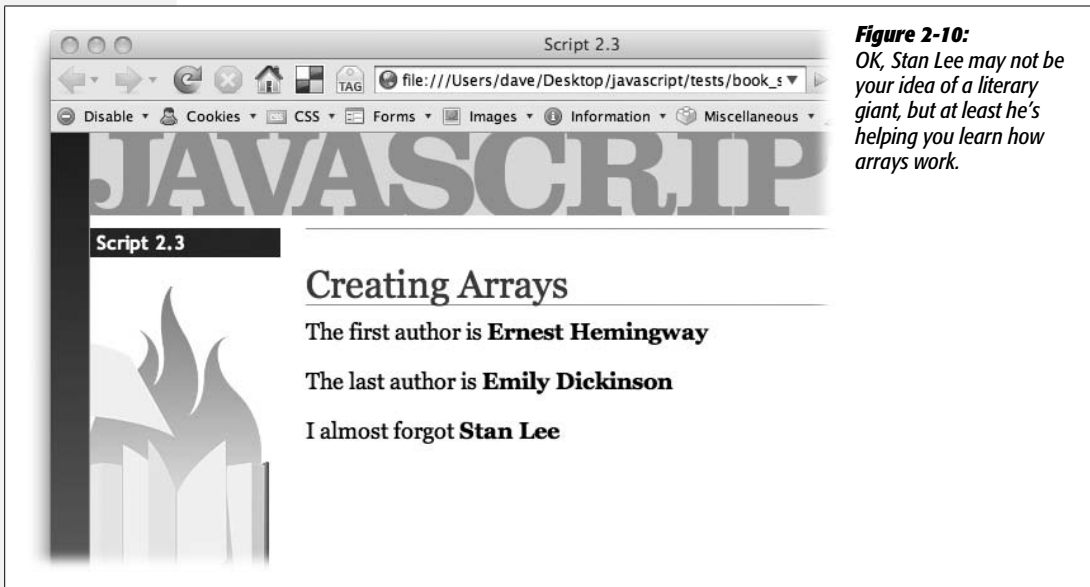 Script 2.3
TAG
file:///Users/dave/Desktop/javascript/tests/book_s
Disable Cookies CSS Forms Images Information Miscellaneous
JAVASCRIP
Script 2.3
Creating Arrays
The first author is Ernest Hemingway
The last author is Emily Dickinson
I almost forgot Stan Lee
Figure 2-10:
OK, Stan Lee may not be
your idea of a literary
giant, but at least he's
helping you learn how
arrays work.